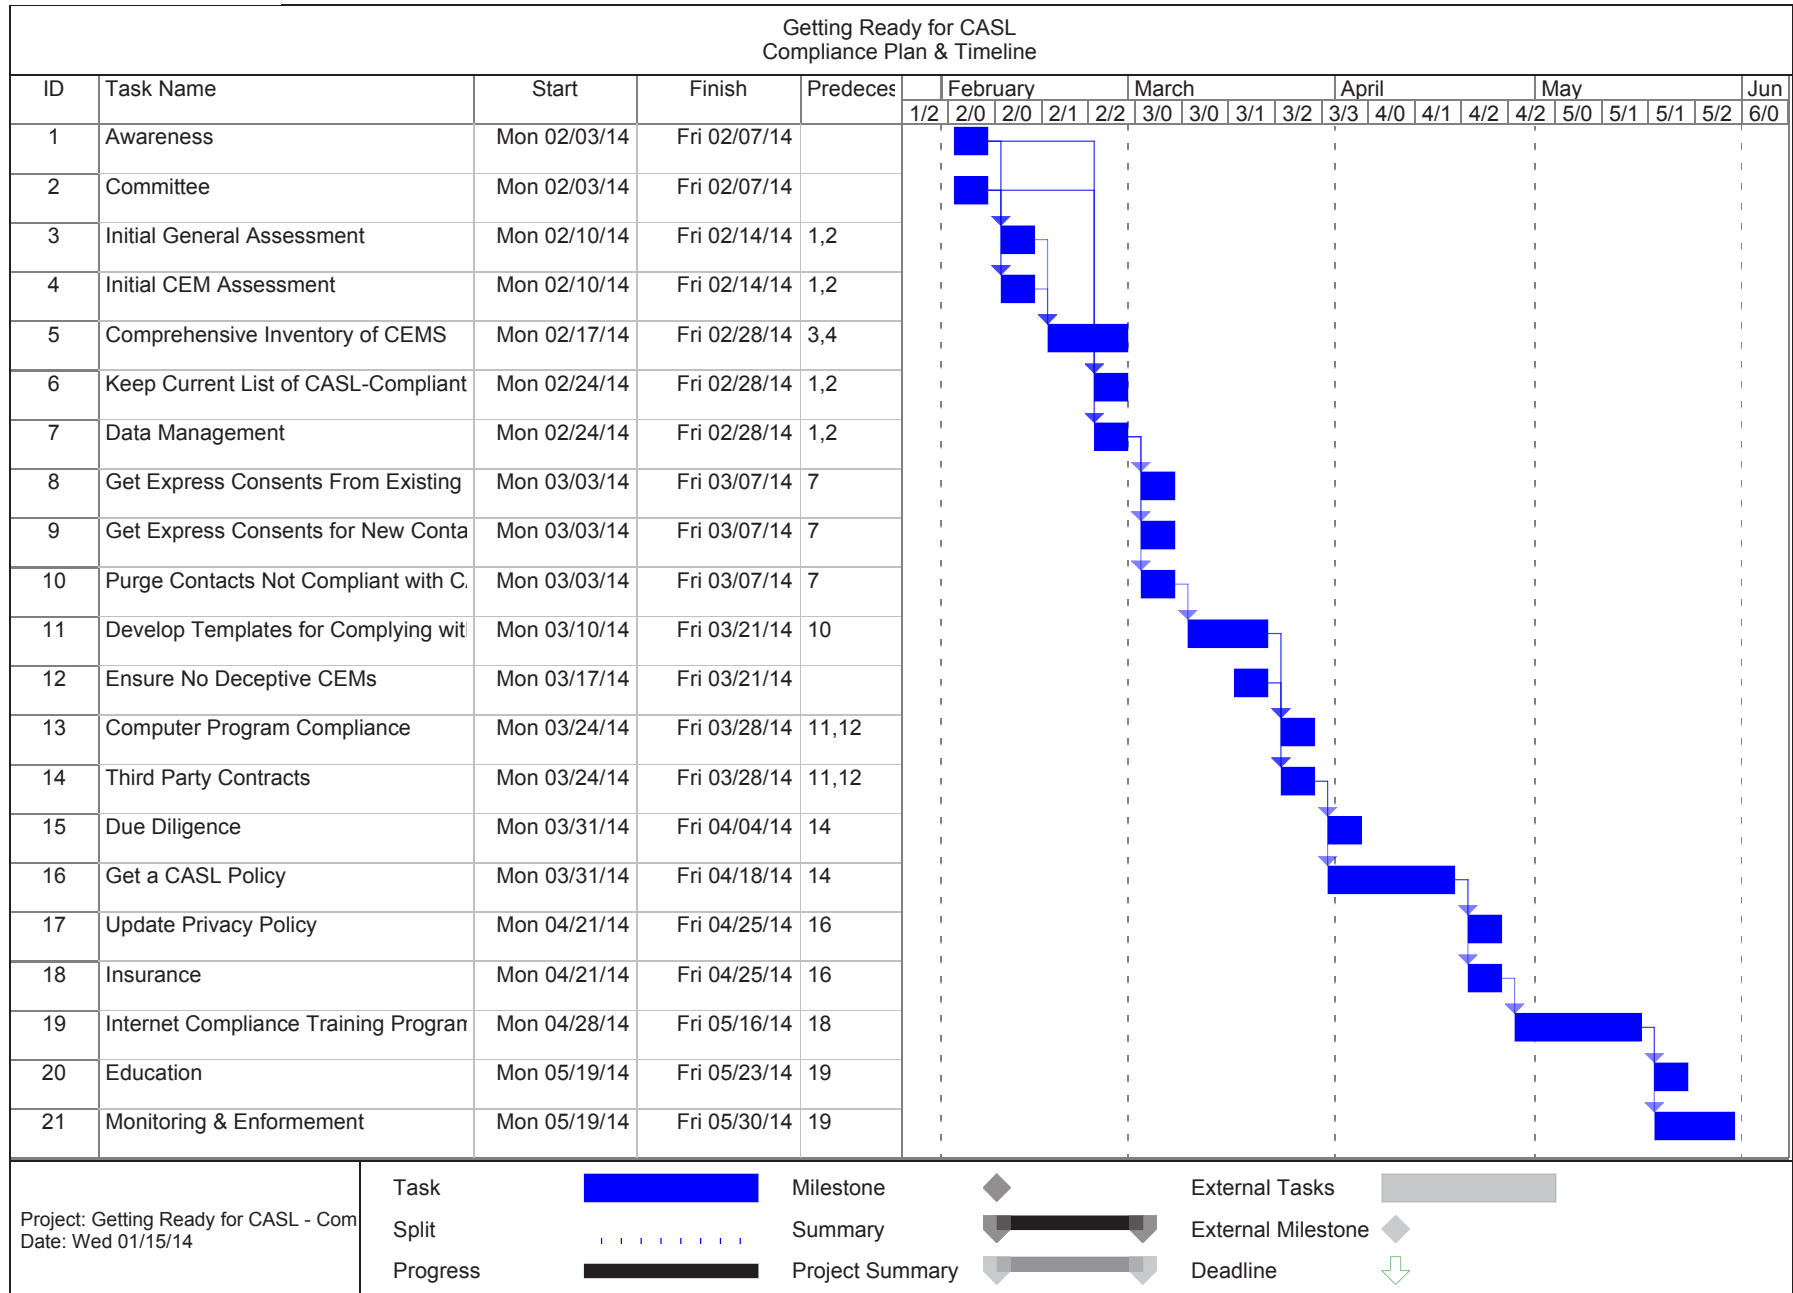 Getting Ready for CASL
Compliance Plan & Timeline
ID Task Name Start Finish Predeces February March April May Jun
1/2 2/0 2/0 2/1 2/2 3/0 3/0 3/1 3/2 3/3 4/0 4/1 4/2 4/2 5/0 5/1 5/1 5/2 6/0
1 Awareness Mon 02/03/14 Fri 02/07/14
2 Committee Mon 02/03/14 Fri 02/07/14
3 Initial General Assessment Mon 02/10/14 Fri 02/14/14 1,2
4 Initial CEM Assessment Mon 02/10/14 Fri 02/14/14 1,2
5 Comprehensive Inventory of CEMS Mon 02/17/14 Fri 02/28/14 3,4
6 Keep Current List of CASL-Compliant Mon 02/24/14 Fri 02/28/14 1,2
7 Data Management Mon 02/24/14 Fri 02/28/14 1,2
8 Get Express Consents From Existing Mon 03/03/14 Fri 03/07/14 7
9 Get Express Consents for New Conta Mon 03/03/14 Fri 03/07/14 7
10 Purge Contacts Not Compliant with C Mon 03/03/14 Fri 03/07/14 7
11 Develop Templates for Complying wit Mon 03/10/14 Fri 03/21/14 10
12 Ensure No Deceptive CEMs Mon 03/17/14 Fri 03/21/14
13 Computer Program Compliance Mon 03/24/14 Fri 03/28/14 11,12
14 Third Party Contracts Mon 03/24/14 Fri 03/28/14 11,12
15 Due Diligence Mon 03/31/14 Fri 04/04/14 14
16 Get a CASL Policy Mon 03/31/14 Fri 04/18/14 14
17 Update Privacy Policy Mon 04/21/14 Fri 04/25/14 16
18 Insurance Mon 04/21/14 Fri 04/25/14 16
19 Internet Compliance Training Program Mon 04/28/14 Fri 05/16/14 18
20 Education Mon 05/19/14 Fri 05/23/14 19
21 Monitoring & Enformement Mon 05/19/14 Fri 05/30/14 19
Project: Getting Ready for CASL - Com
Date: Wed 01/15/14
Task Milestone External Tasks
Split Summary External Milestone
Progress Project Summary Deadline